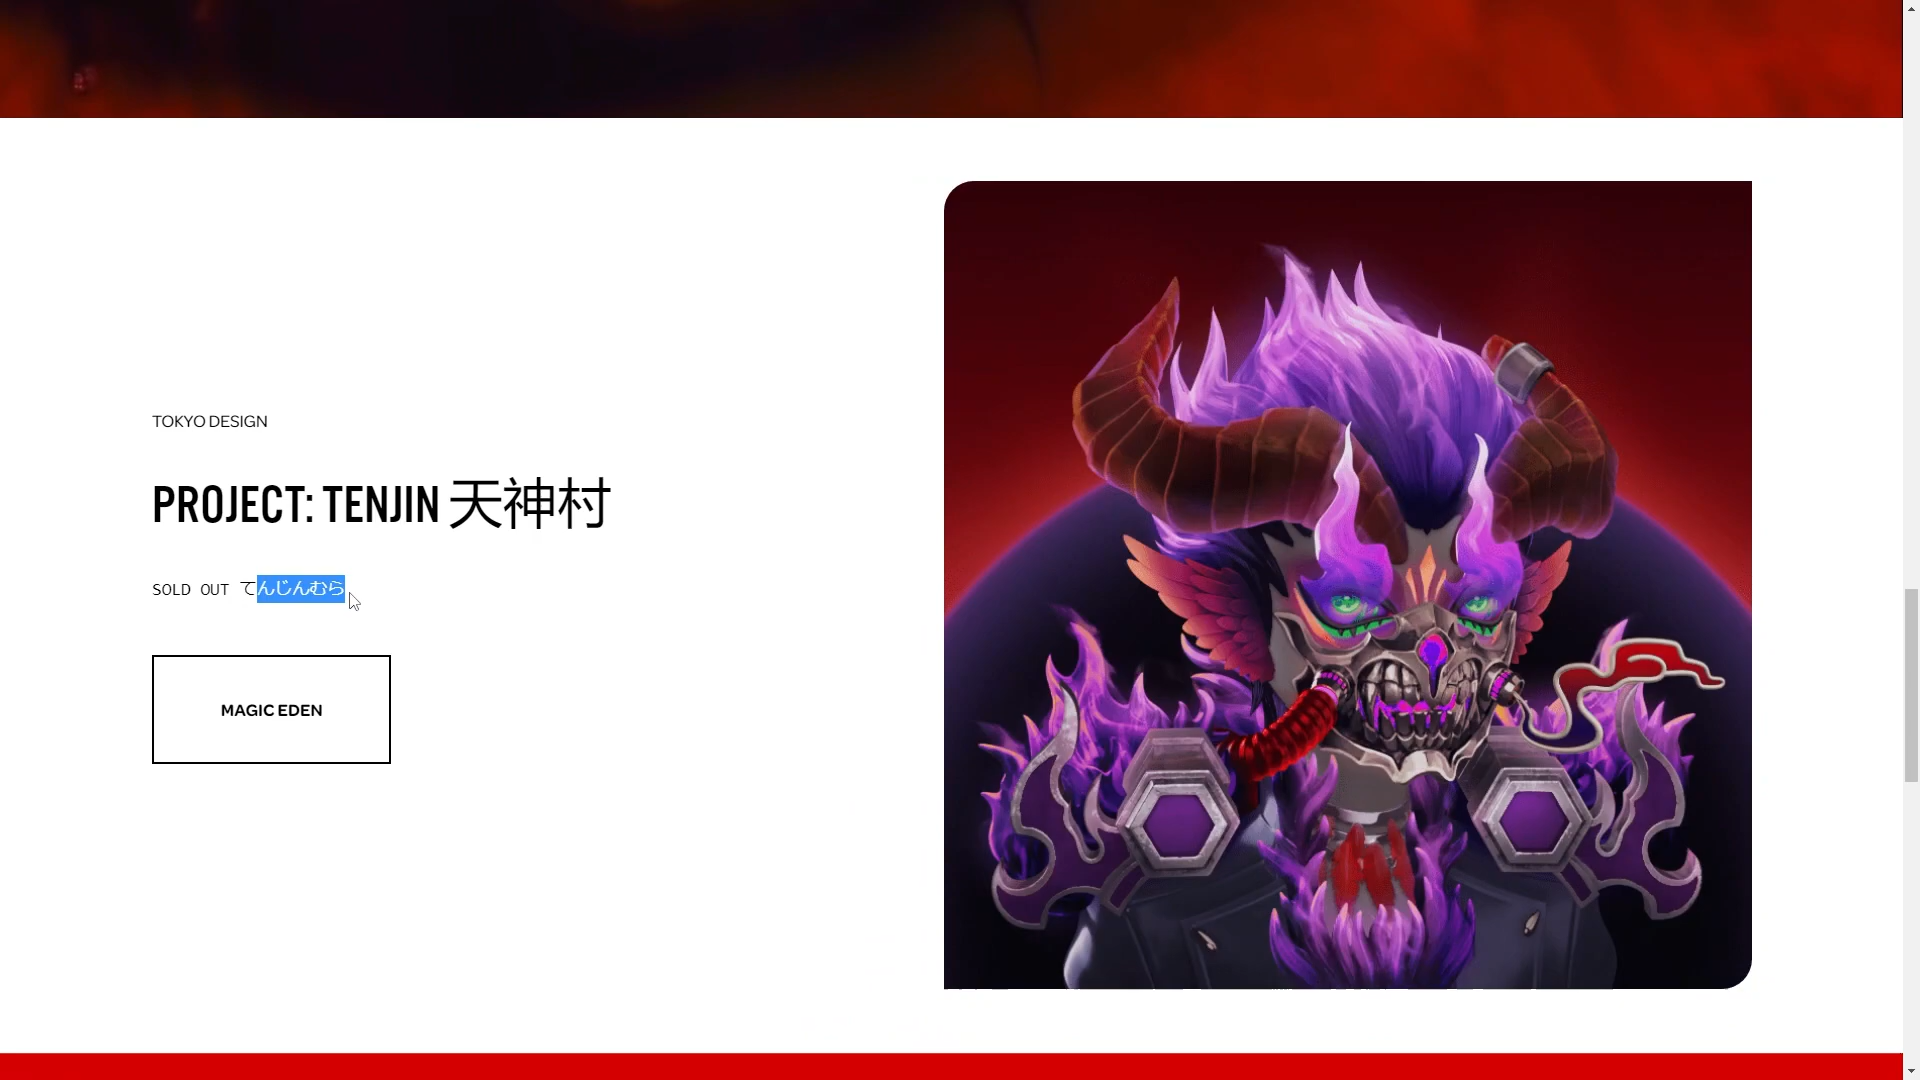 TOKYO DESIGN
PROJECT: TENJIN 天神村
SOLD OUT てんじんむら
MAGIC EDEN